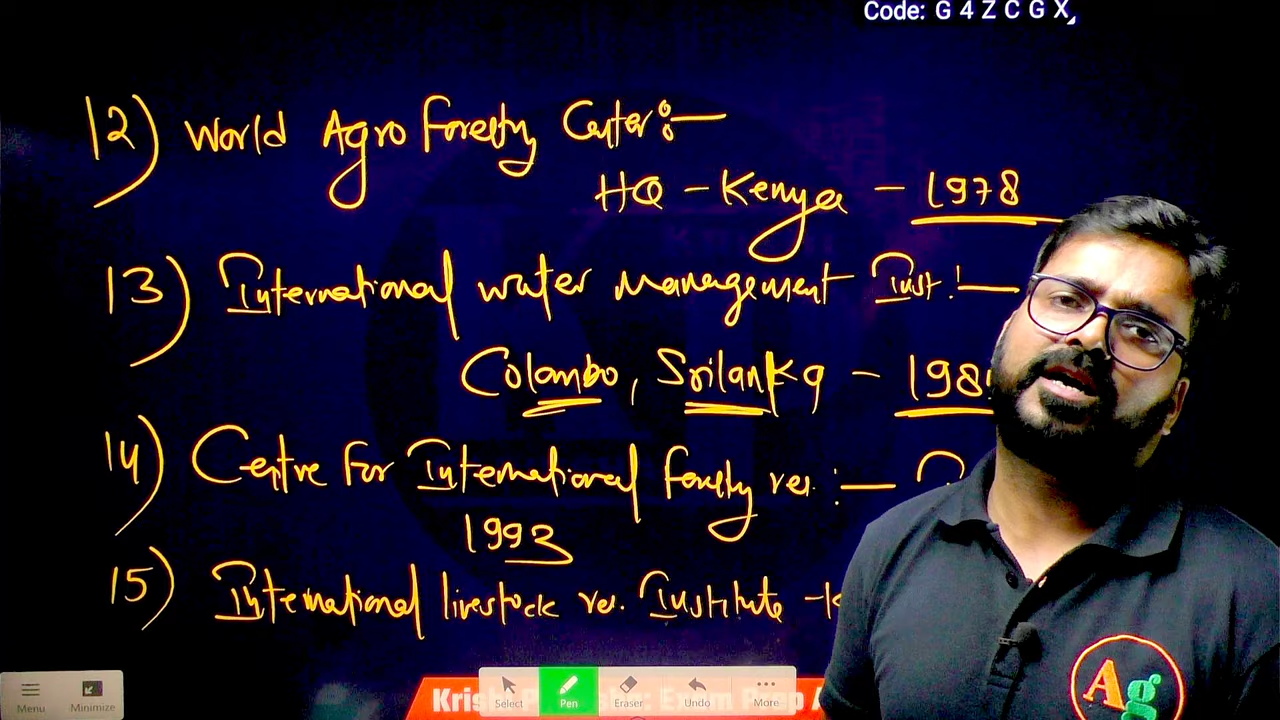 Code: G 4 Z C G X
12) World Agro Forestry Center :—
HQ - Kenya - 1978
13) International water management Inst. :—
Colombo, Srilanka - 198
14) Centre For International Forestry res. :—
1993
15) International livestock res. Institute - K
Ag
Menu
Minimize
Select
Pen
Eraser
Undo
More